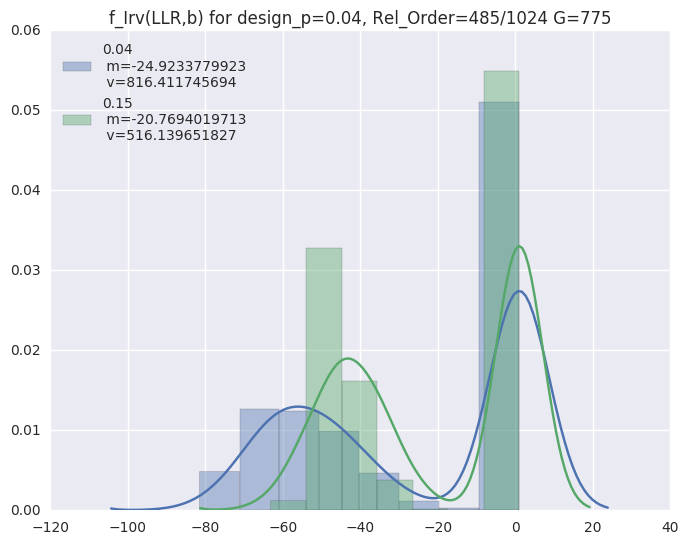 f_Irv(LLR,b) for design_p=0.04, Rel_Order=485/1024 G=775
0.04
m=-24.9233779923
v=816.411745694
0.15
m=-20.7694019713
v=516.139651827
0.06
0.05
0.04
0.03
0.02
0.01
0.00
−120 −100 −80 −60 −40 −20 0 20 40